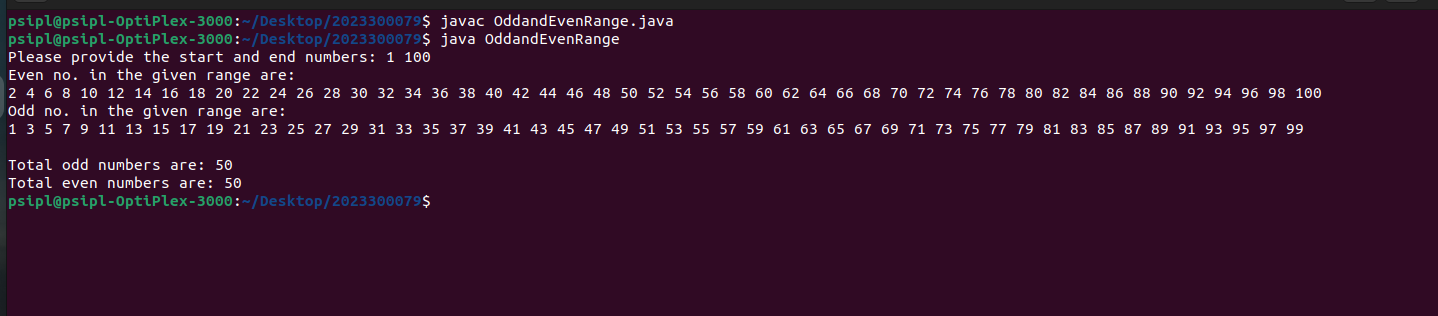 psipl@psipl-OptiPlex-3000:~/Desktop/2023300079$ javac OddandEvenRange.java
psipl@psipl-OptiPlex-3000:~/Desktop/2023300079$ java OddandEvenRange
Please provide the start and end numbers: 1 100
Even no. in the given range are:
2 4 6 8 10 12 14 16 18 20 22 24 26 28 30 32 34 36 38 40 42 44 46 48 50 52 54 56 58 60 62 64 66 68 70 72 74 76 78 80 82 84 86 88 90 92 94 96 98 100
Odd no. in the given range are:
1 3 5 7 9 11 13 15 17 19 21 23 25 27 29 31 33 35 37 39 41 43 45 47 49 51 53 55 57 59 61 63 65 67 69 71 73 75 77 79 81 83 85 87 89 91 93 95 97 99
Total odd numbers are: 50
Total even numbers are: 50
psipl@psipl-OptiPlex-3000:~/Desktop/2023300079$